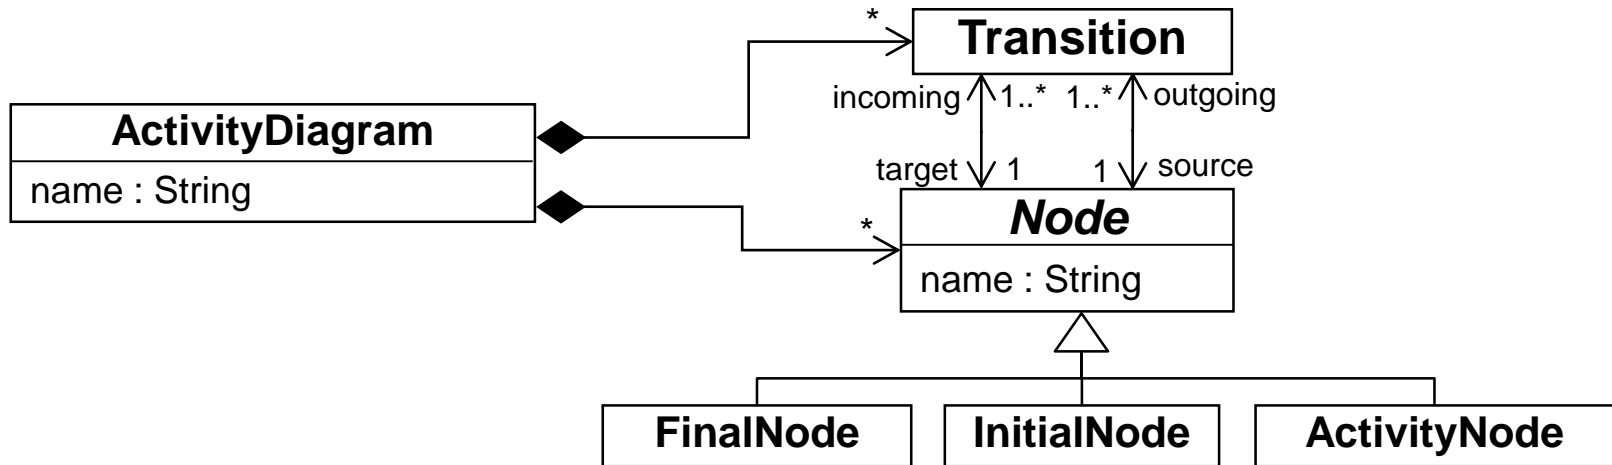 *
Transition
incoming 1..* 1..* outgoing
ActivityDiagram
name : String
target 1 1 source
*
Node
name : String
FinalNode InitialNode ActivityNode